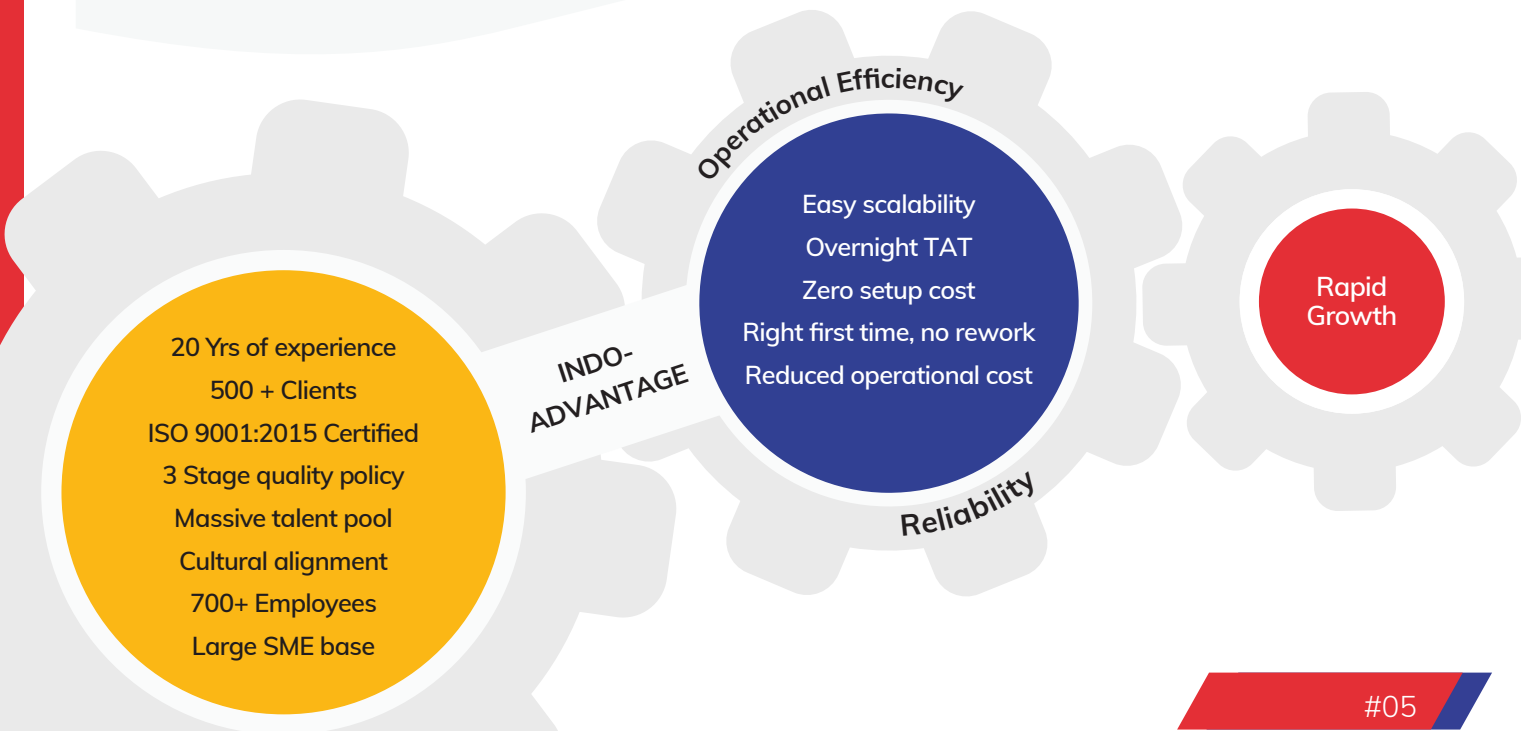 20 Yrs of experience
500 + Clients
ISO 9001:2015 Certified
3 Stage quality policy
Massive talent pool
Cultural alignment
700+ Employees
Large SME base
INDO-
ADVANTAGE
Operational Efficiency
Easy scalability
Overnight TAT
Zero setup cost
Right first time, no rework
Reduced operational cost
Reliability
Rapid
Growth
#05